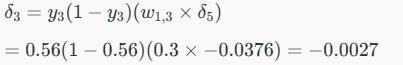 δ₃ = y₃(1 − y₃)(w₁,₃ × δ₅)
= 0.56(1 − 0.56)(0.3 × −0.0376) = −0.0027